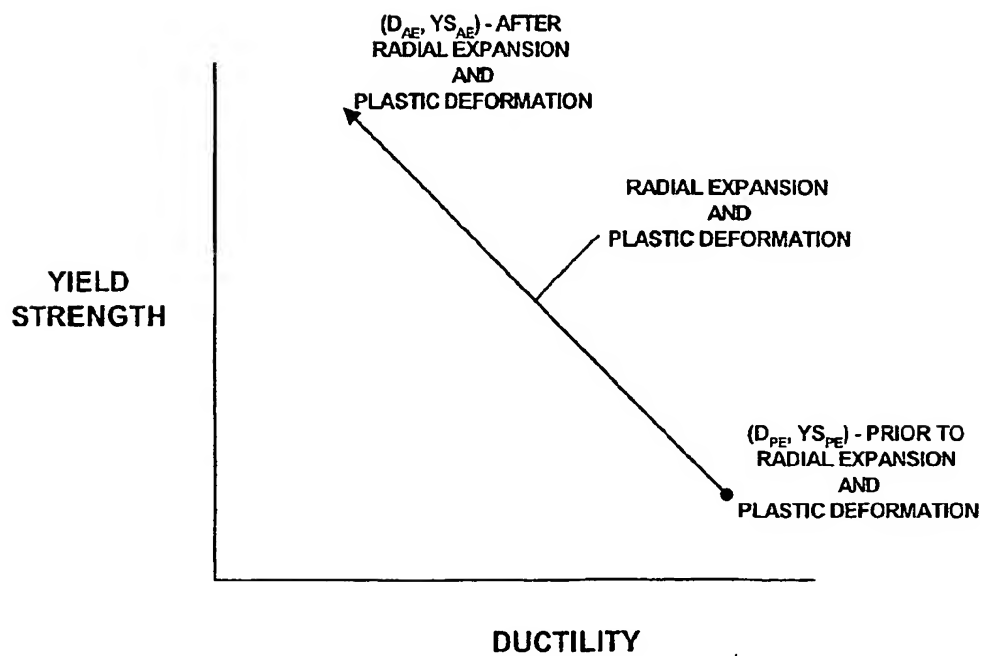 (D_AE, YS_AE) - AFTER
RADIAL EXPANSION
AND
PLASTIC DEFORMATION
RADIAL EXPANSION
AND
PLASTIC DEFORMATION
YIELD
STRENGTH
(D_PE, YS_PE) - PRIOR TO
RADIAL EXPANSION
AND
PLASTIC DEFORMATION
DUCTILITY